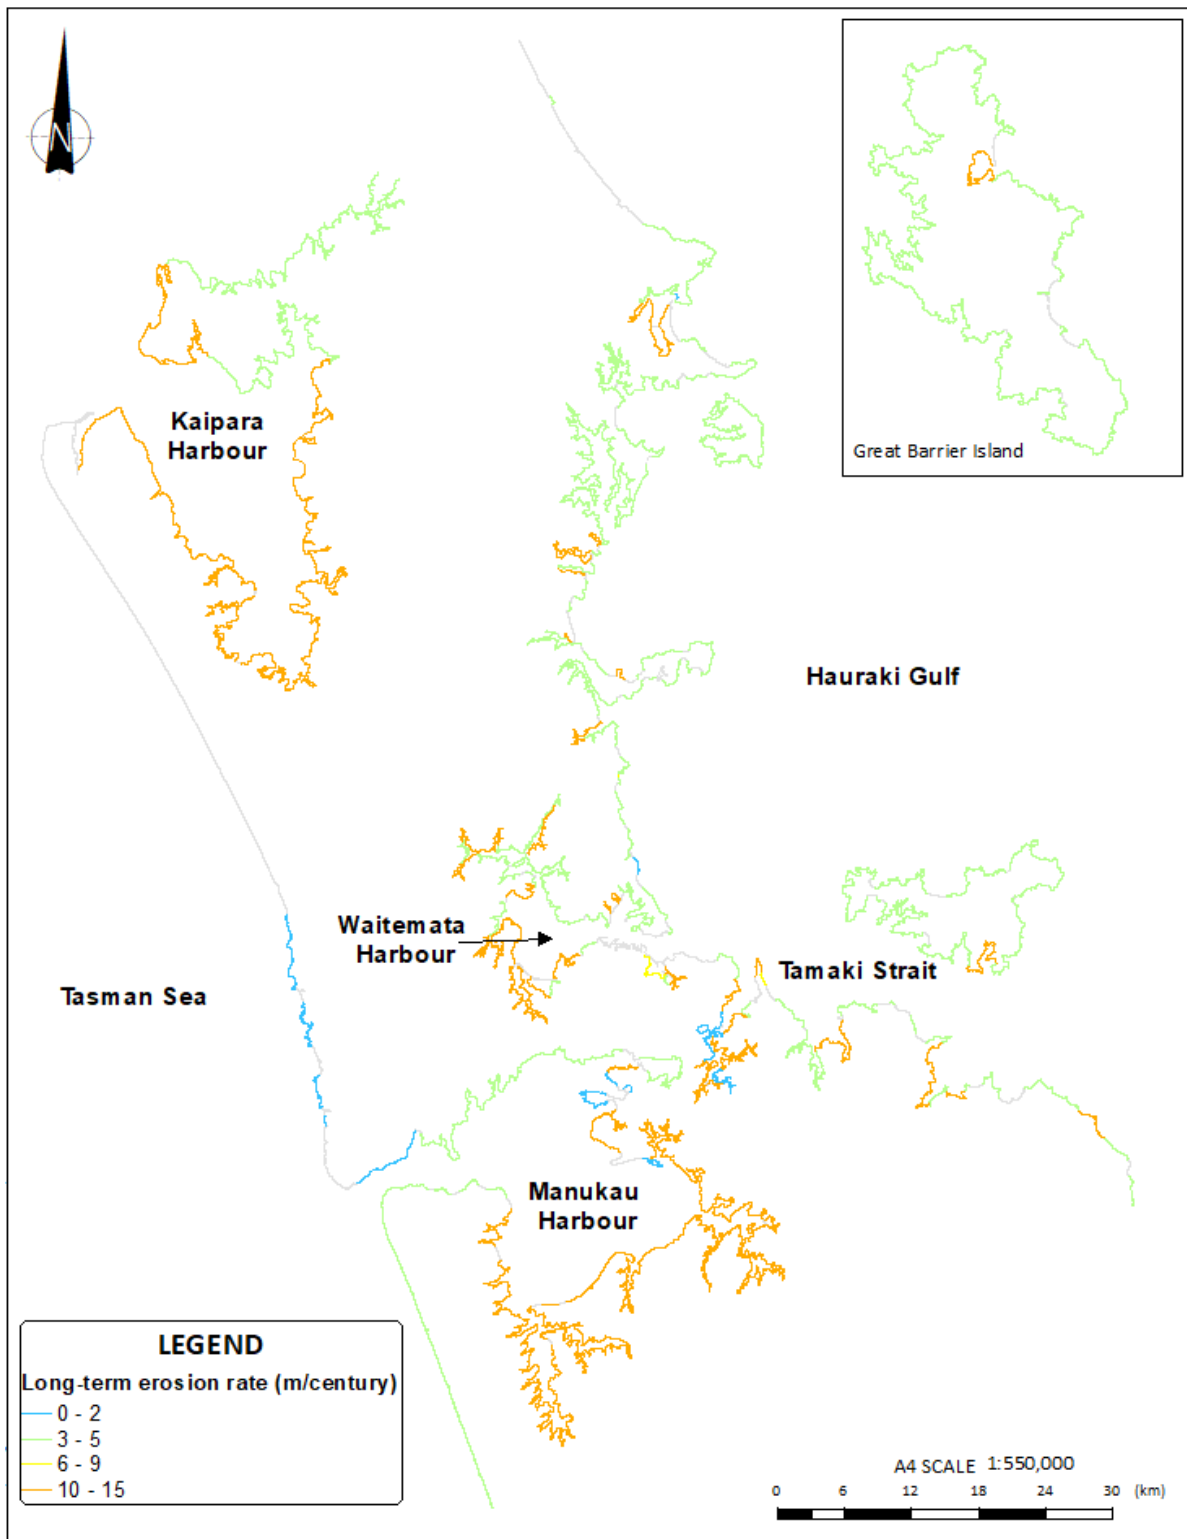 N
Great Barrier Island
Kaipara
Harbour
Hauraki Gulf
Waitemata
Harbour
Tamaki Strait
Tasman Sea
Manukau
Harbour
LEGEND
Long-term erosion rate (m/century)
0 - 2
3 - 5
6 - 9
10 - 15
A4 SCALE 1:550,000
0 6 12 18 24 30 (km)